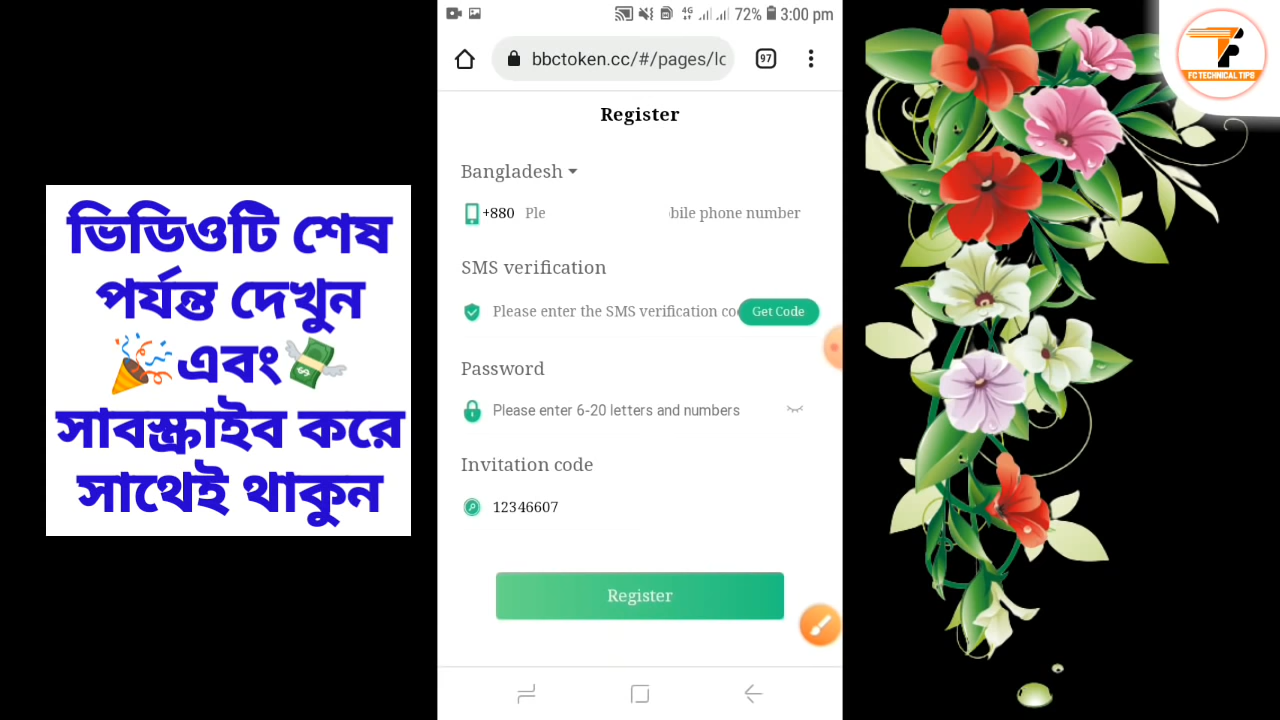 ভিডিওটি শেষ
পর্যন্ত দেখুন
🎉এবং💸
সাবস্ক্রাইব করে
সাথেই থাকুন
4G 72% 3:00 pm
bbctoken.cc/#/pages/lc
97
Register
Bangladesh
+880 Ple bile phone number
SMS verification
Please enter the SMS verification co Get Code
Password
Please enter 6-20 letters and numbers
Invitation code
12346607
Register
TF
FC TECHNICAL TIPS